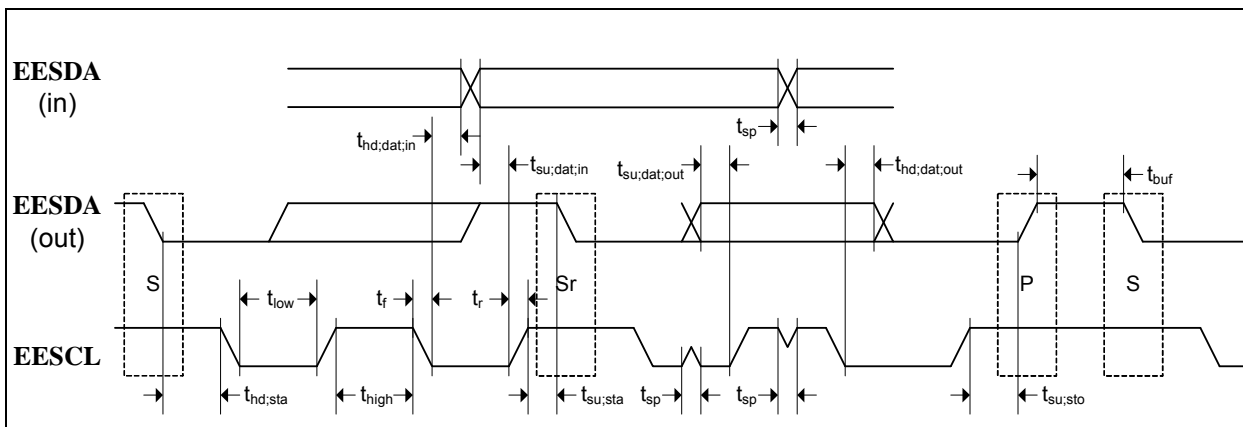 EESDA
(in)
t_hd;dat;in
t_sp
t_su;dat;in
t_su;dat;out
t_hd;dat;out
t_buf
EESDA
(out)
S
t_low
t_f
t_r
Sr
P
S
EESCL
t_hd;sta
t_high
t_su;sta
t_sp
t_sp
t_su;sto